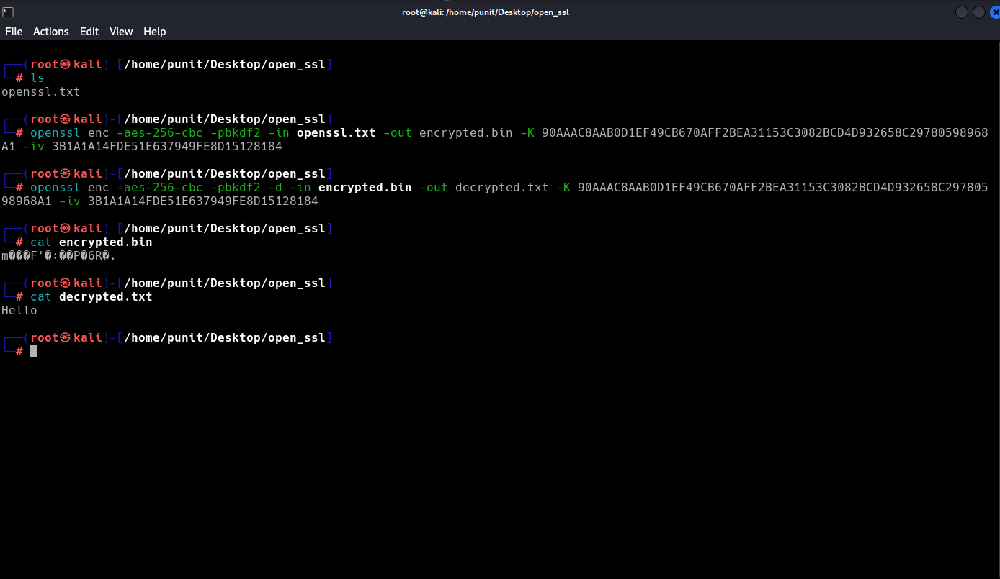 root@kali: /home/punit/Desktop/open_ssl
File Actions Edit View Help
┌──(root㉿kali)-[/home/punit/Desktop/open_ssl]
└─# ls
openssl.txt
┌──(root㉿kali)-[/home/punit/Desktop/open_ssl]
└─# openssl enc -aes-256-cbc -pbkdf2 -in openssl.txt -out encrypted.bin -K 90AAAC8AAB0D1EF49CB670AFF2BEA31153C3082BCD4D932658C29780598968
A1 -iv 3B1A1A14FDE51E637949FE8D15128184
┌──(root㉿kali)-[/home/punit/Desktop/open_ssl]
└─# openssl enc -aes-256-cbc -pbkdf2 -d -in encrypted.bin -out decrypted.txt -K 90AAAC8AAB0D1EF49CB670AFF2BEA31153C3082BCD4D932658C297805
98968A1 -iv 3B1A1A14FDE51E637949FE8D15128184
┌──(root㉿kali)-[/home/punit/Desktop/open_ssl]
└─# cat encrypted.bin
m���F'�:��P�6R�.
┌──(root㉿kali)-[/home/punit/Desktop/open_ssl]
└─# cat decrypted.txt
Hello
┌──(root㉿kali)-[/home/punit/Desktop/open_ssl]
└─#